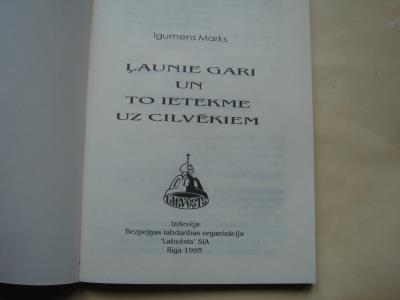 Igumens Marks
ĻAUNIE GARI
UN
TO IETEKME
UZ CILVĒKIEM
LABVĒSTS
Izdevējs
Bezpeļņas labdarības organizācija
'Labvēsts' SIA
Rīga 1995